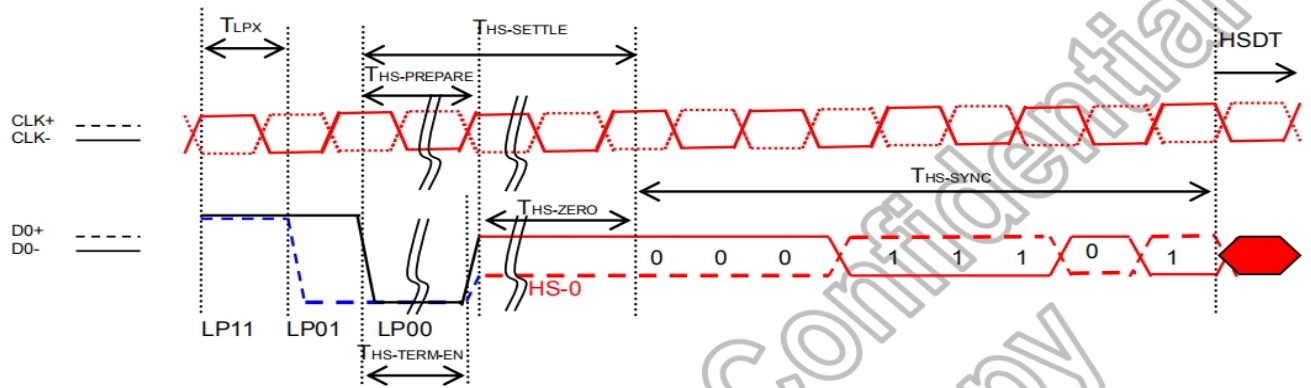 TLPX
THS-SETTLE
HSDT
THS-PREPARE
CLK+
CLK-
THS-SYNC
THS-ZERO
D0+
D0-
0 0 0 1 1 1 0 1
HS-0
LP11 LP01 LP00
THS-TERM-EN
Confidential